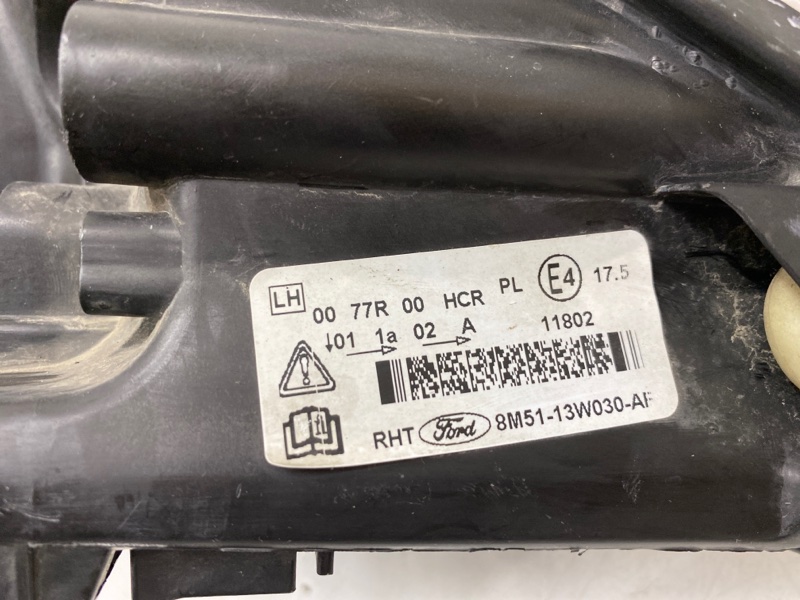 LH 00 77R 00 HCR PL E4 17.5
↓01 1a 02 A 11802
RHT Ford 8M51-13W030-AF